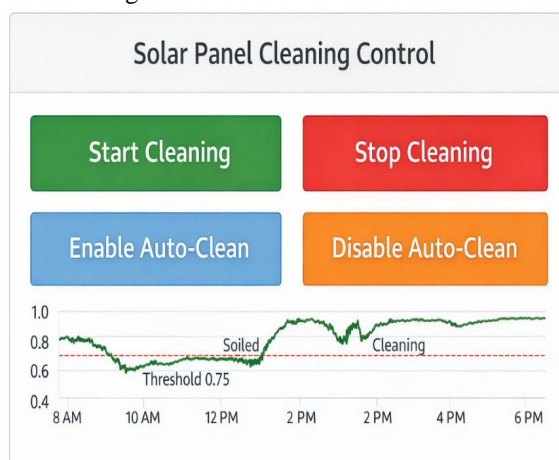 Solar Panel Cleaning Control
Start Cleaning
Stop Cleaning
Enable Auto-Clean
Disable Auto-Clean
1.0
0.8
0.6
0.4
Soiled
Cleaning
Threshold 0.75
8 AM
10 AM
12 PM
2 PM
2 PM
4 PM
6 PM